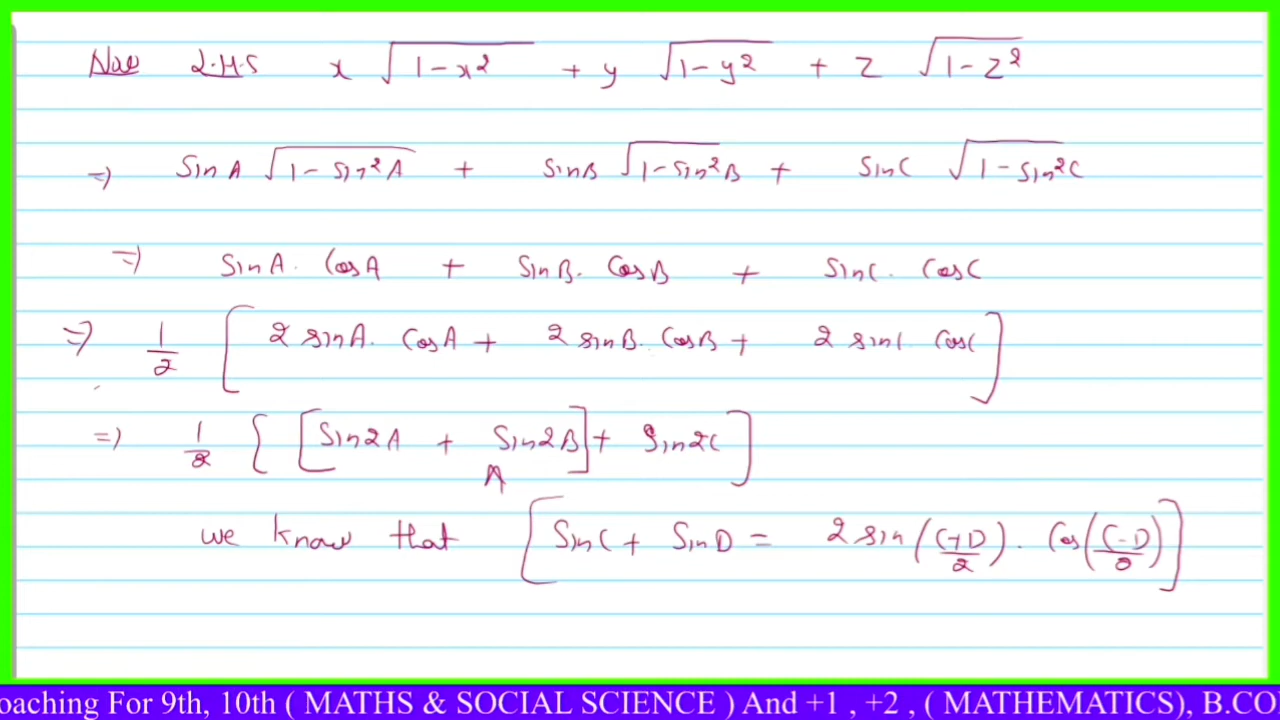 Now L.H.S x √1-x² + y √1-y² + z √1-z²
⇒ sinA √1-sin²A + sinB √1-sin²B + sinC √1-sin²C
⇒ sinA. CosA + sinB. CosB + sinC. CosC
⇒ 1/2 [ 2 sinA. CosA + 2 sinB. CosB + 2 sinC CosC ]
⇒ 1/2 { [ Sin2A + Sin2B ] + Sin2C ]
A
we know that [ SinC + SinD = 2 sin (C+D/2) . Cos (C-D/2) ]
oaching For 9th, 10th ( MATHS & SOCIAL SCIENCE ) And +1 , +2 , ( MATHEMATICS), B.CO